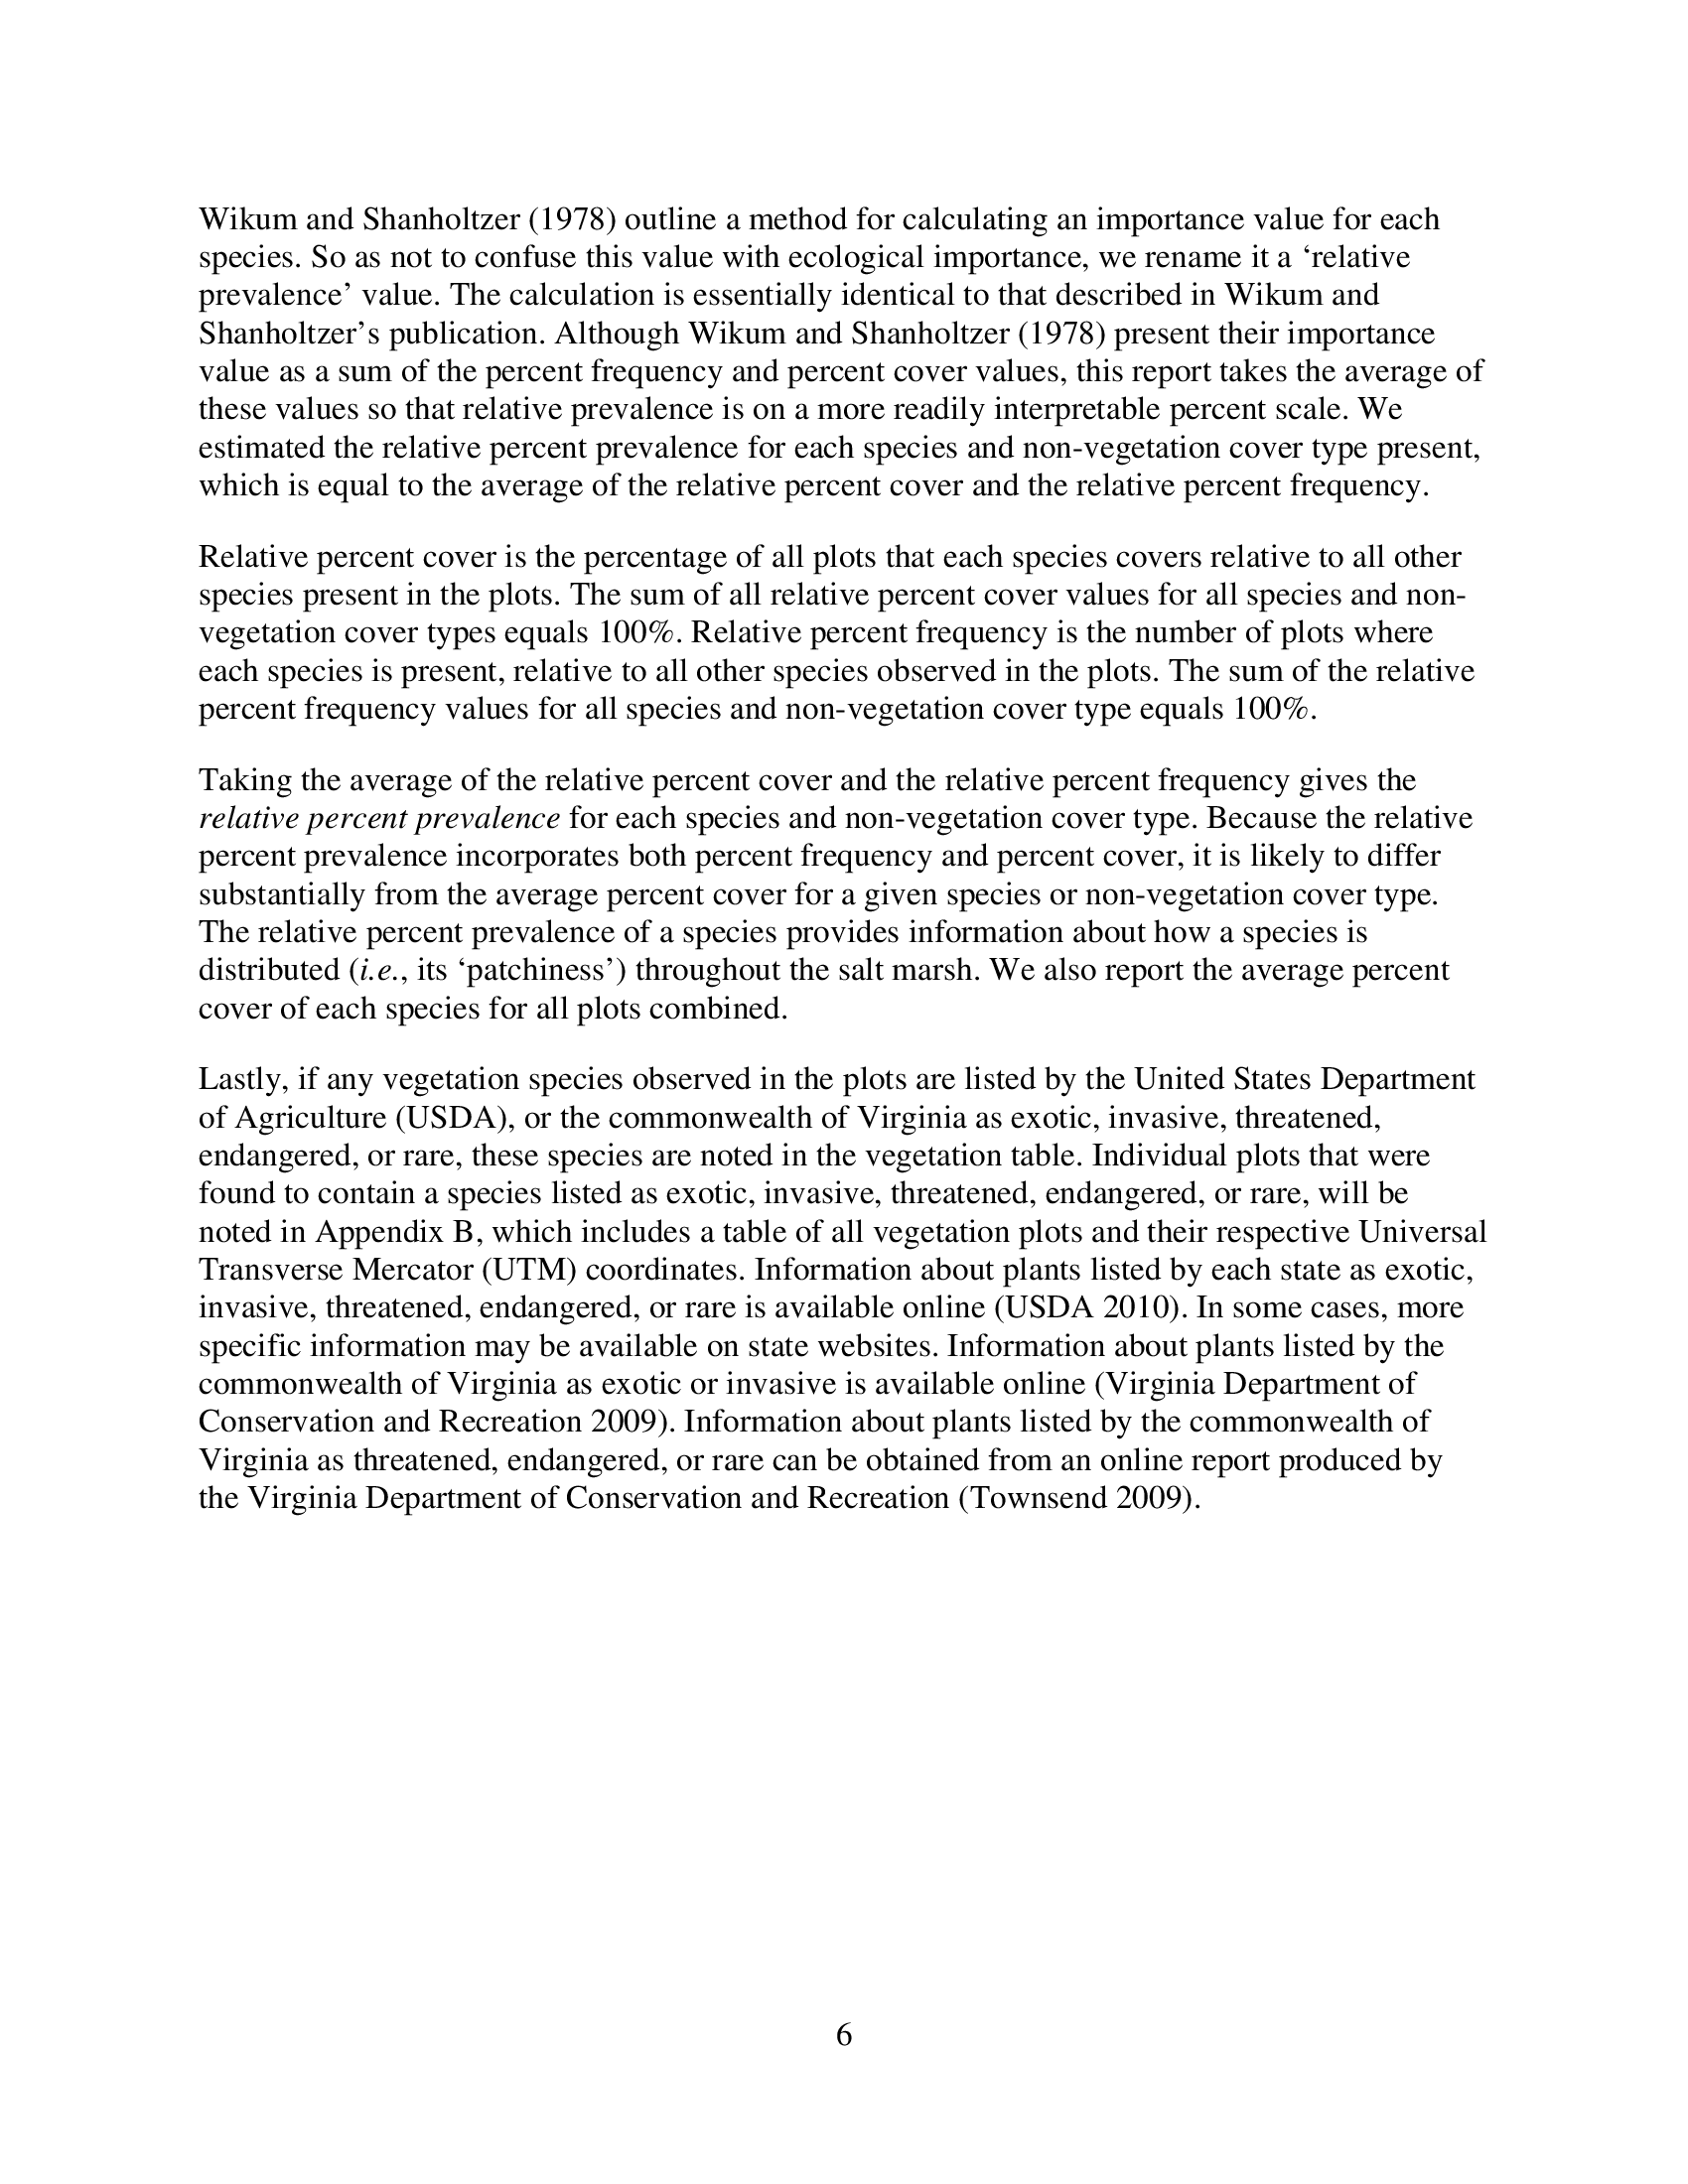 Wikum and Shanholtzer (1978) outline a method for calculating an importance value for each
species. So as not to confuse this value with ecological importance, we rename it a ‘relative
prevalence’ value. The calculation is essentially identical to that described in Wikum and
Shanholtzer’s publication. Although Wikum and Shanholtzer (1978) present their importance
value as a sum of the percent frequency and percent cover values, this report takes the average of
these values so that relative prevalence is on a more readily interpretable percent scale. We
estimated the relative percent prevalence for each species and non-vegetation cover type present,
which is equal to the average of the relative percent cover and the relative percent frequency.
Relative percent cover is the percentage of all plots that each species covers relative to all other
species present in the plots. The sum of all relative percent cover values for all species and non-
vegetation cover types equals 100%. Relative percent frequency is the number of plots where
each species is present, relative to all other species observed in the plots. The sum of the relative
percent frequency values for all species and non-vegetation cover type equals 100%.
Taking the average of the relative percent cover and the relative percent frequency gives the
relative percent prevalence for each species and non-vegetation cover type. Because the relative
percent prevalence incorporates both percent frequency and percent cover, it is likely to differ
substantially from the average percent cover for a given species or non-vegetation cover type.
The relative percent prevalence of a species provides information about how a species is
distributed (i.e., its ‘patchiness’) throughout the salt marsh. We also report the average percent
cover of each species for all plots combined.
Lastly, if any vegetation species observed in the plots are listed by the United States Department
of Agriculture (USDA), or the commonwealth of Virginia as exotic, invasive, threatened,
endangered, or rare, these species are noted in the vegetation table. Individual plots that were
found to contain a species listed as exotic, invasive, threatened, endangered, or rare, will be
noted in Appendix B, which includes a table of all vegetation plots and their respective Universal
Transverse Mercator (UTM) coordinates. Information about plants listed by each state as exotic,
invasive, threatened, endangered, or rare is available online (USDA 2010). In some cases, more
specific information may be available on state websites. Information about plants listed by the
commonwealth of Virginia as exotic or invasive is available online (Virginia Department of
Conservation and Recreation 2009). Information about plants listed by the commonwealth of
Virginia as threatened, endangered, or rare can be obtained from an online report produced by
the Virginia Department of Conservation and Recreation (Townsend 2009).
6